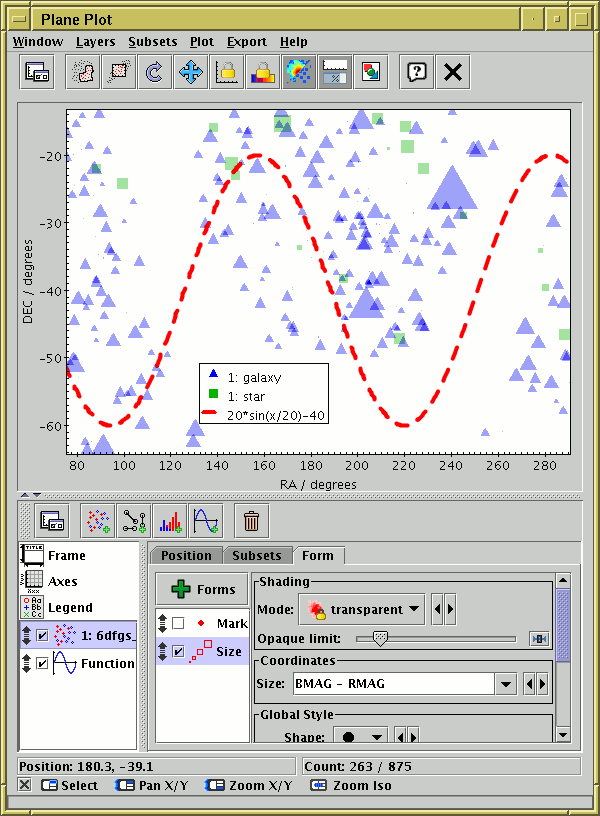 Plane Plot
Window Layers Subsets Plot Export Help
-20
-30
-40
-50
-60
DEC / degrees
1: galaxy
1: star
20*sin(x/20)-40
80 100 120 140 160 180 200 220 240 260 280
RA / degrees
Frame
Axes
Legend
1: 6dfgs_
Function
Position Subsets Form
Forms
Mark
Size
Shading
Mode: transparent
Opaque limit:
Coordinates
Size: BMAG - RMAG
Global Style
Shape:
Position: 180.3, -39.1
Count: 263 / 875
Select Pan X/Y Zoom X/Y Zoom Iso